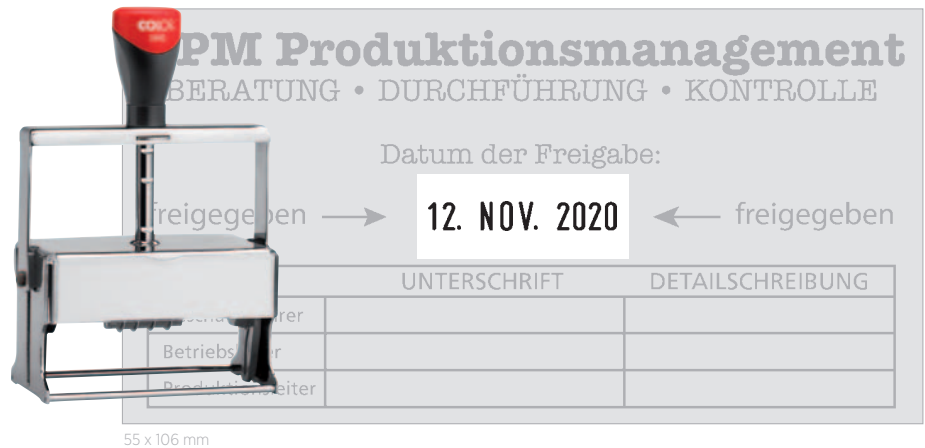 COLOP
PM Produktionsmanagement
BERATUNG • DURCHFÜHRUNG • KONTROLLE
Datum der Freigabe:
freigegeben → 12. NOV. 2020 ← freigegeben
UNTERSCHRIFT DETAILSCHREIBUNG
55 x 106 mm